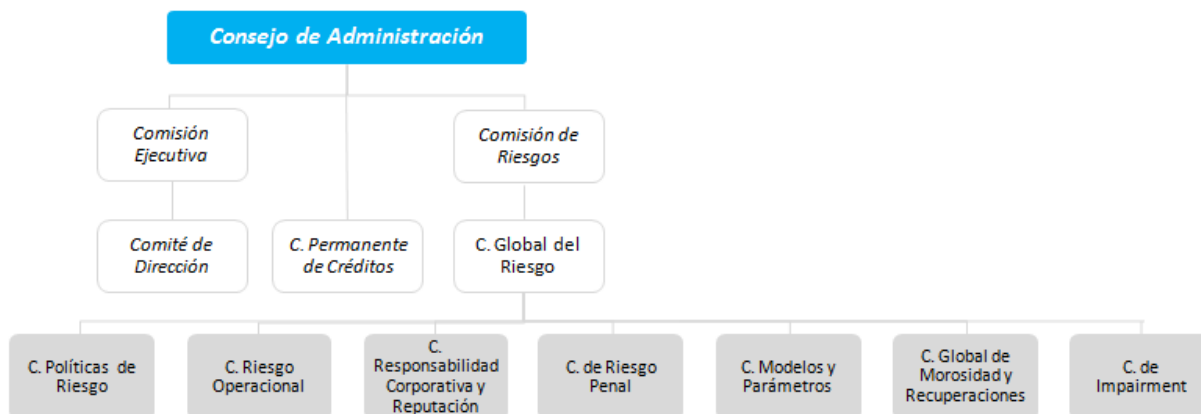 Consejo de Administración
Comisión
Ejecutiva
Comisión de
Riesgos
Comité de
Dirección
C. Permanente
de Créditos
C. Global del
Riesgo
C. Políticas de
Riesgo
C. Riesgo
Operacional
C.
Responsabilidad
Corporativa y
Reputación
C. de Riesgo
Penal
C. Modelos y
Parámetros
C. Global de
Morosidad y
Recuperaciones
C. de
Impairment